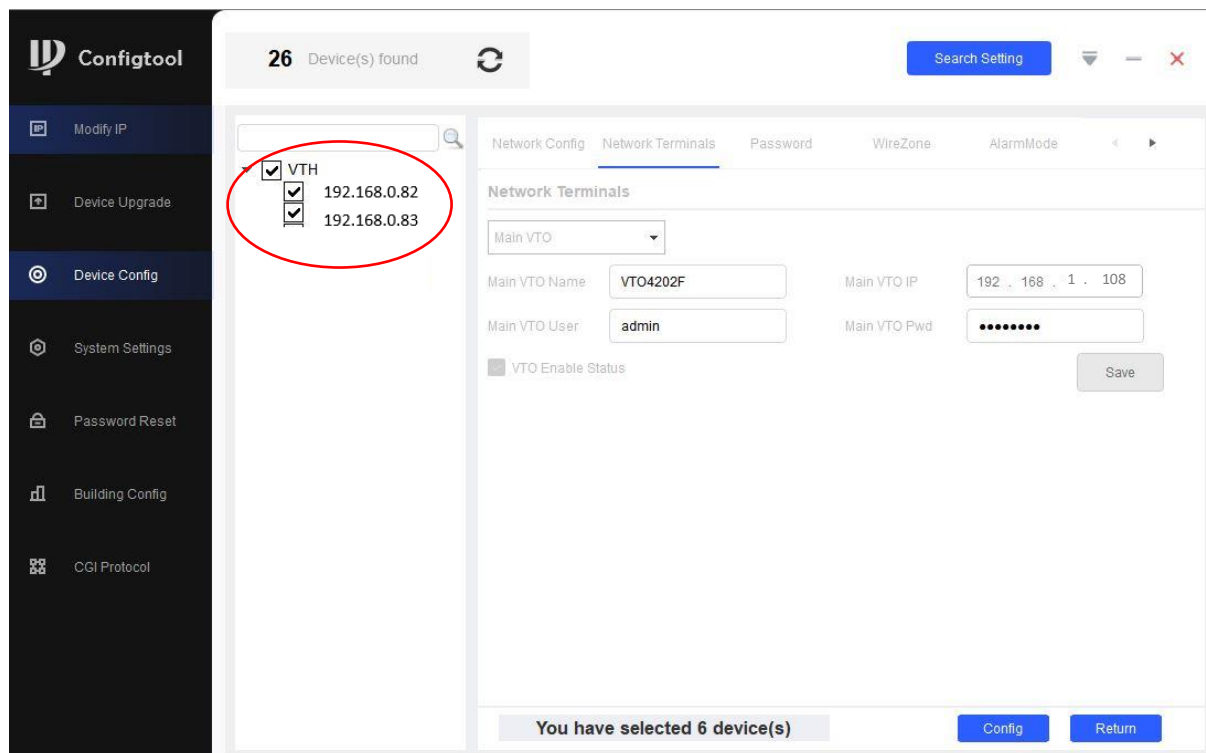 Configtool
26 Device(s) found
Search Setting
IP Modify IP
Device Upgrade
Device Config
System Settings
Password Reset
Building Config
CGI Protocol
VTH
192.168.0.82
192.168.0.83
Network Config Network Terminals Password WireZone AlarmMode
Network Terminals
Main VTO
Main VTO Name VTO4202F Main VTO IP 192 . 168 . 1 . 108
Main VTO User admin Main VTO Pwd ••••••••
VTO Enable Status
Save
You have selected 6 device(s)
Config Return